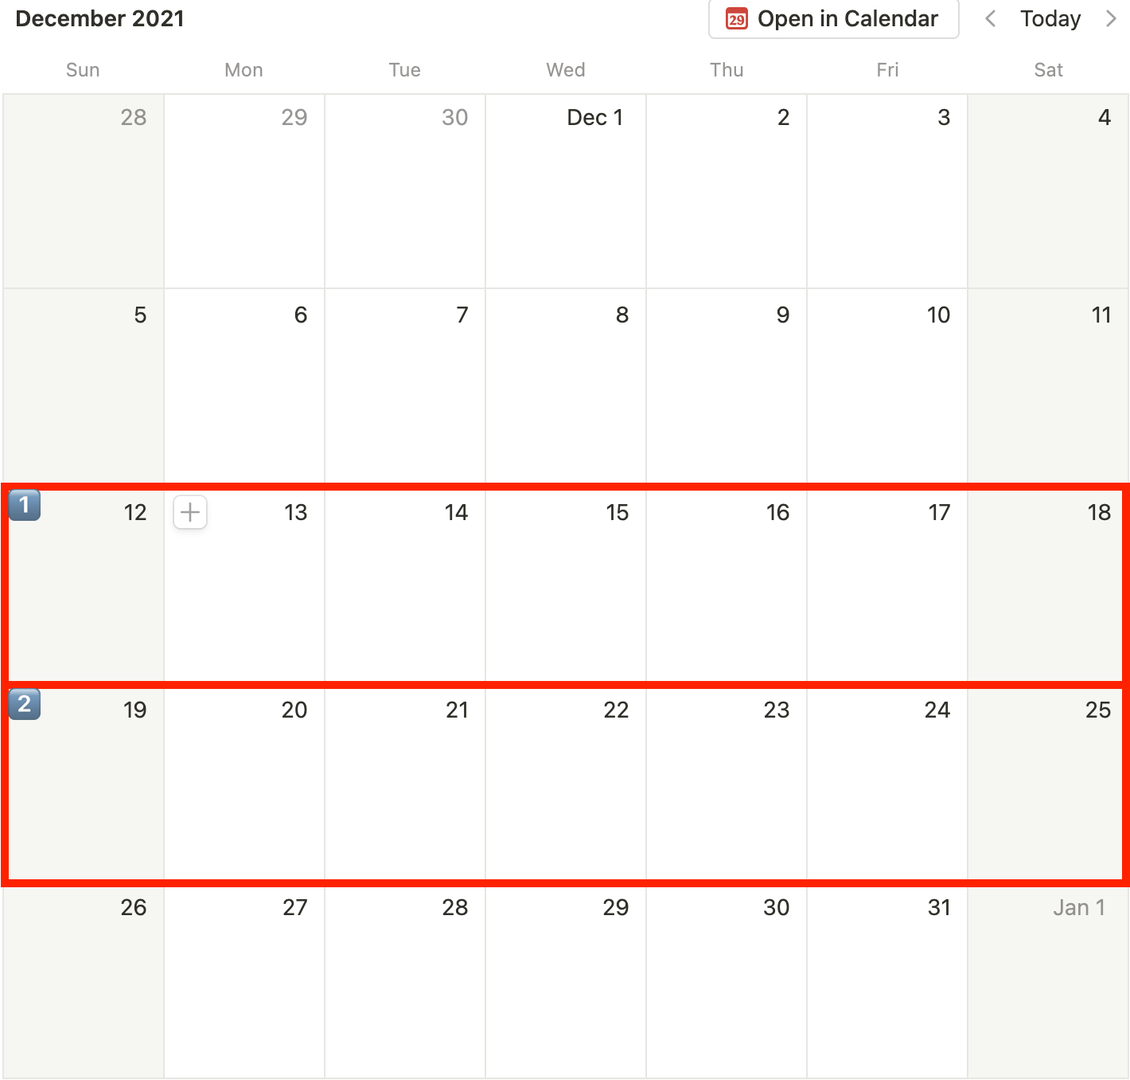 December 2021 29 Open in Calendar Today
Sun Mon Tue Wed Thu Fri Sat
28 29 30 Dec 1 2 3 4
5 6 7 8 9 10 11
1 12 13 14 15 16 17 18
2 19 20 21 22 23 24 25
26 27 28 29 30 31 Jan 1